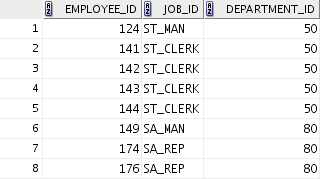 EMPLOYEE_ID JOB_ID DEPARTMENT_ID
1 124 ST_MAN 50
2 141 ST_CLERK 50
3 142 ST_CLERK 50
4 143 ST_CLERK 50
5 144 ST_CLERK 50
6 149 SA_MAN 80
7 174 SA_REP 80
8 176 SA_REP 80